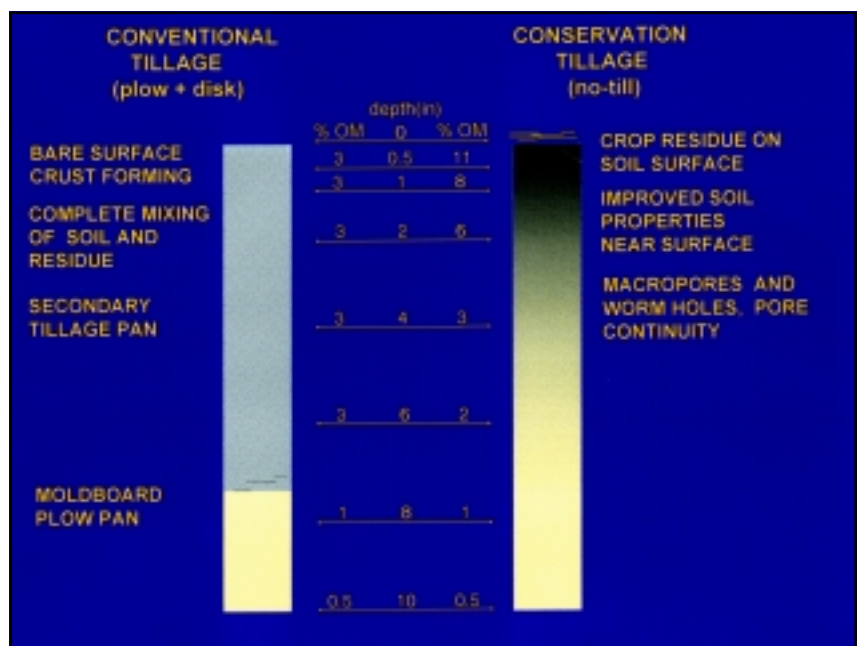 CONVENTIONAL
TILLAGE
(plow + disk)
CONSERVATION
TILLAGE
(no-till)
depth(in)
% OM 0 % OM
3 0.5 11
3 1 8
3 2 6
3 4 3
3 6 2
1 8 1
0.5 10 0.5
BARE SURFACE
CRUST FORMING
COMPLETE MIXING
OF SOIL AND
RESIDUE
SECONDARY
TILLAGE PAN
MOLDBOARD
PLOW PAN
CROP RESIDUE ON
SOIL SURFACE
IMPROVED SOIL
PROPERTIES
NEAR SURFACE
MACROPORES AND
WORM HOLES, PORE
CONTINUITY